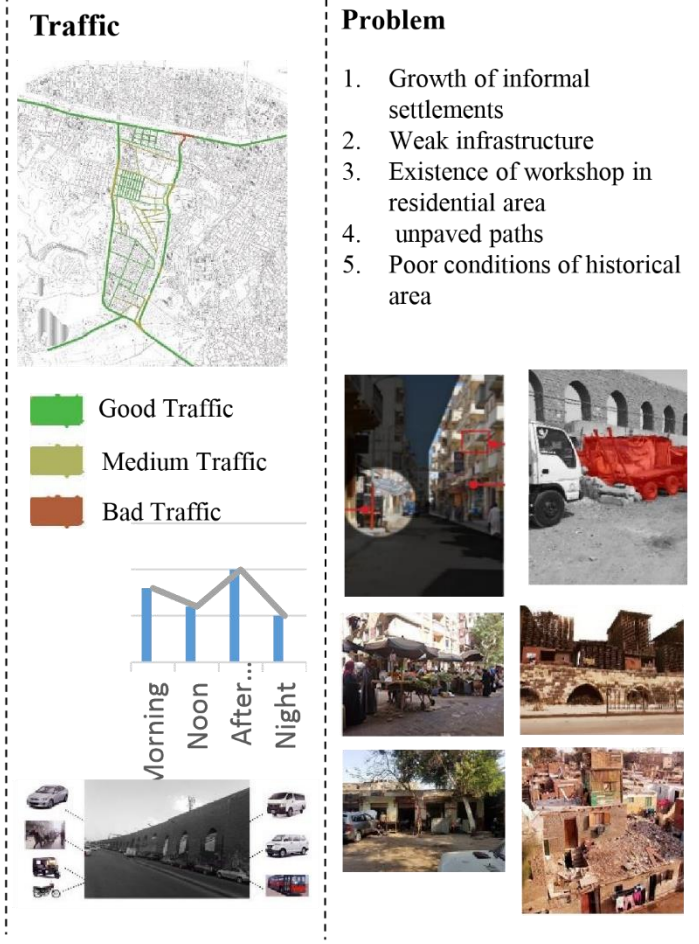 Traffic
Good Traffic
Medium Traffic
Bad Traffic
Morning
Noon
After...
Night
Problem
1. Growth of informal
settlements
2. Weak infrastructure
3. Existence of workshop in
residential area
4. unpaved paths
5. Poor conditions of historical
area